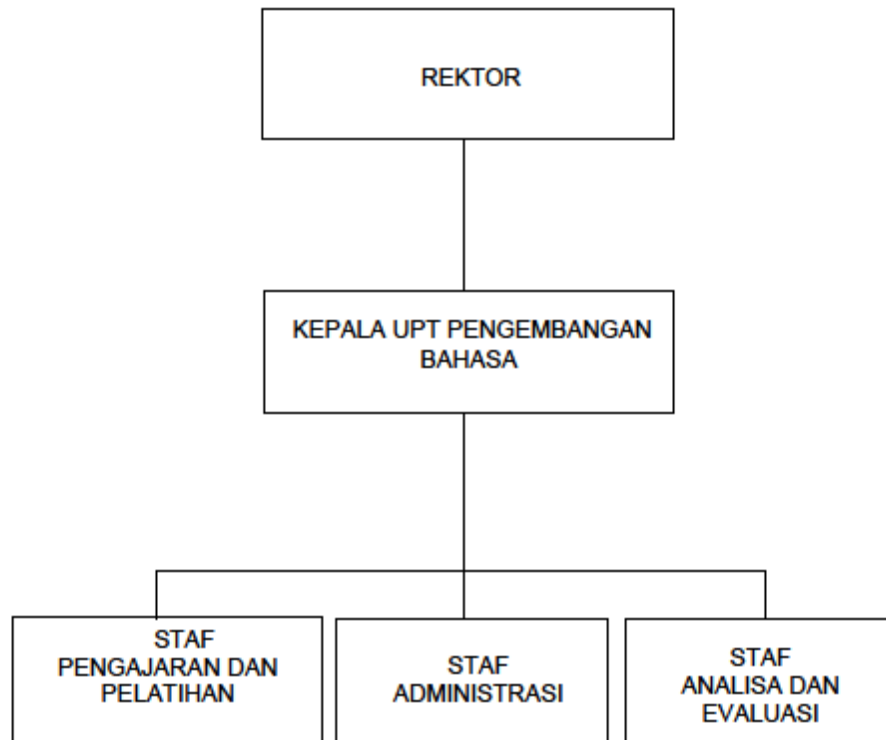 REKTOR
KEPALA UPT PENGEMBANGAN
BAHASA
STAF
PENGAJARAN DAN
PELATIHAN
STAF
ADMINISTRASI
STAF
ANALISA DAN
EVALUASI